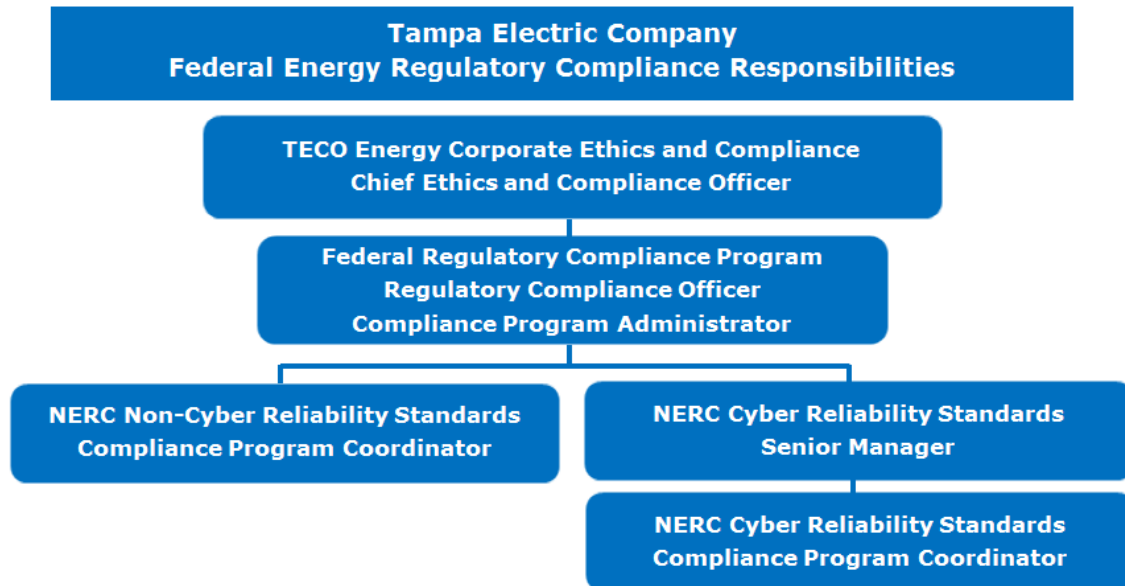 Tampa Electric Company
Federal Energy Regulatory Compliance Responsibilities
TECO Energy Corporate Ethics and Compliance
Chief Ethics and Compliance Officer
Federal Regulatory Compliance Program
Regulatory Compliance Officer
Compliance Program Administrator
NERC Non-Cyber Reliability Standards
Compliance Program Coordinator
NERC Cyber Reliability Standards
Senior Manager
NERC Cyber Reliability Standards
Compliance Program Coordinator